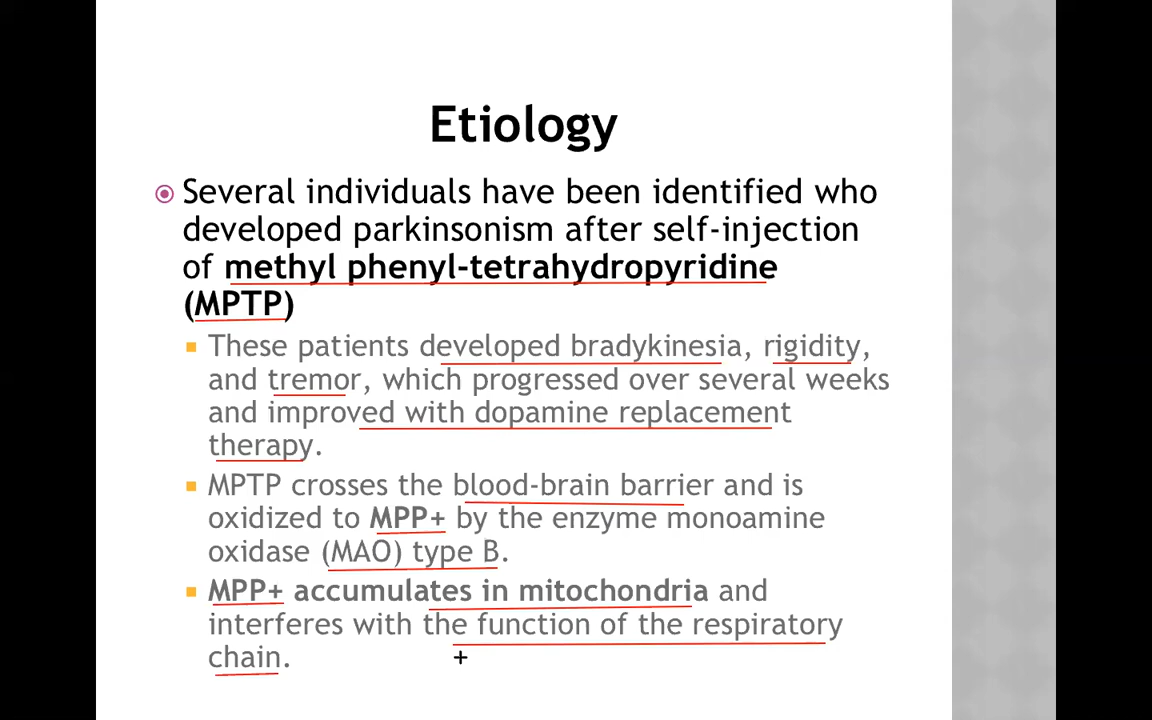 Etiology
Several individuals have been identified who
developed parkinsonism after self-injection
of methyl phenyl-tetrahydropyridine
(MPTP)
These patients developed bradykinesia, rigidity,
and tremor, which progressed over several weeks
and improved with dopamine replacement
therapy.
MPTP crosses the blood-brain barrier and is
oxidized to MPP+ by the enzyme monoamine
oxidase (MAO) type B.
MPP+ accumulates in mitochondria and
interferes with the function of the respiratory
chain.